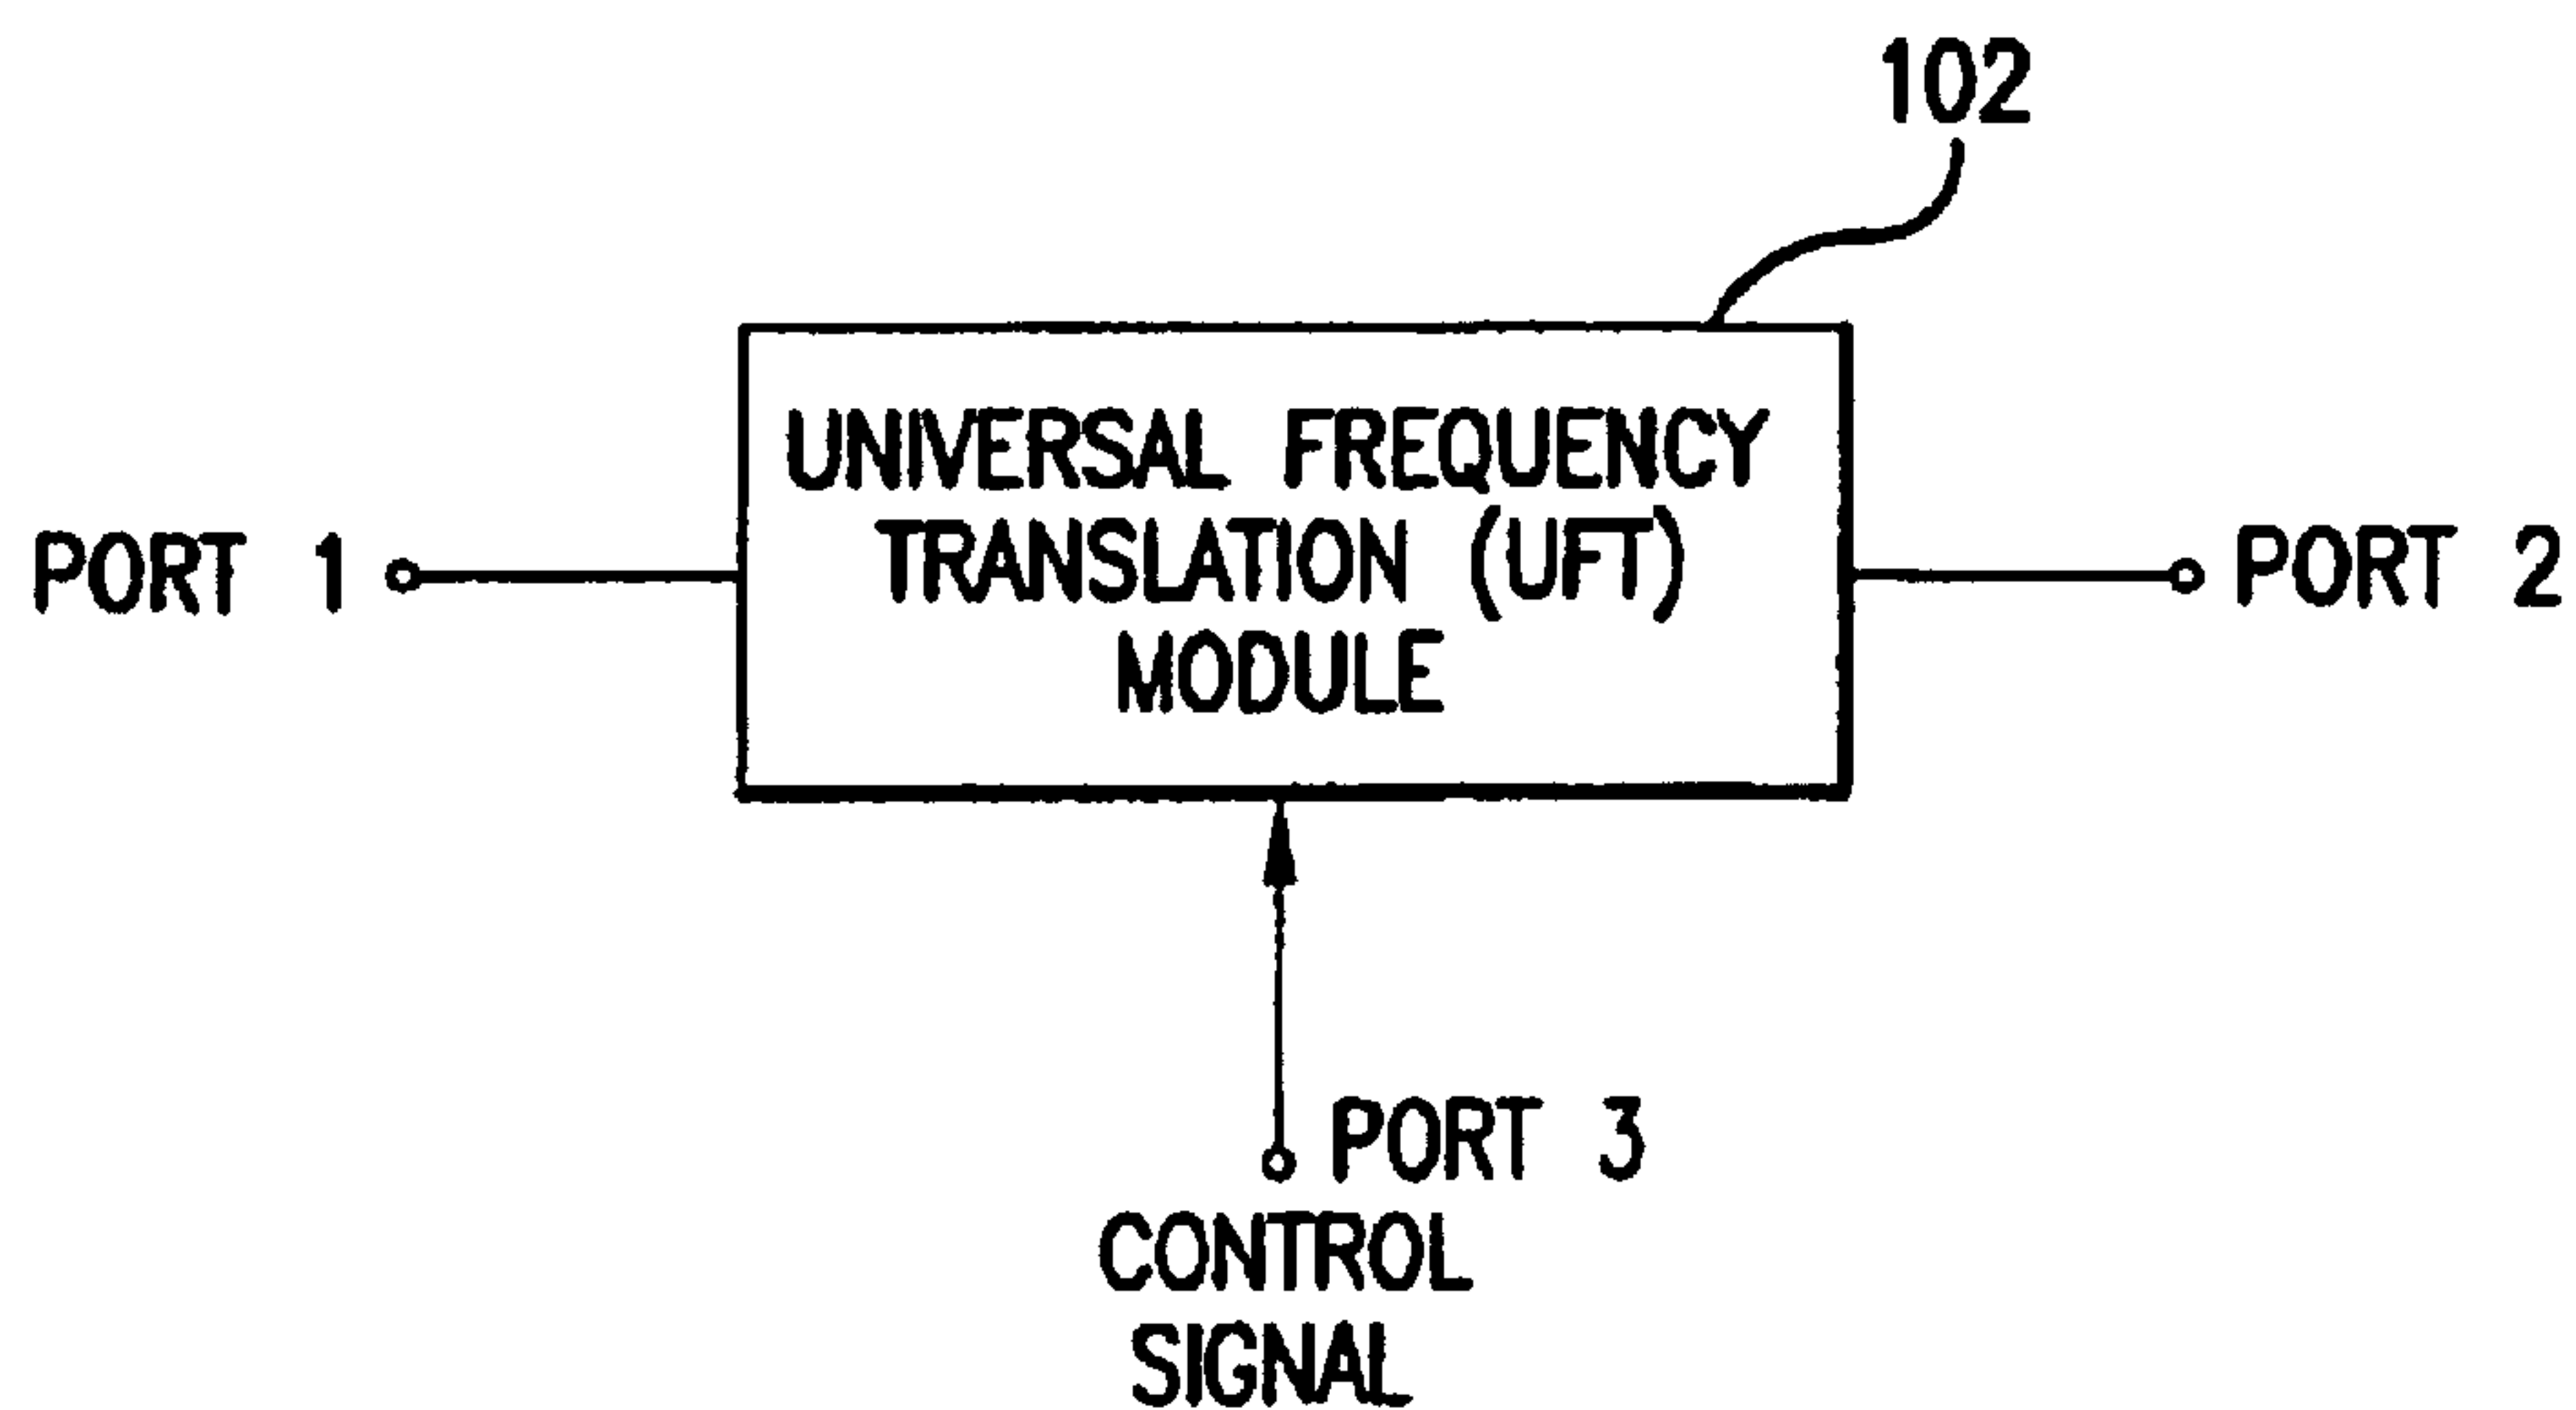 102
UNIVERSAL FREQUENCY
TRANSLATION (UFT)
MODULE
PORT 1
PORT 2
PORT 3
CONTROL
SIGNAL